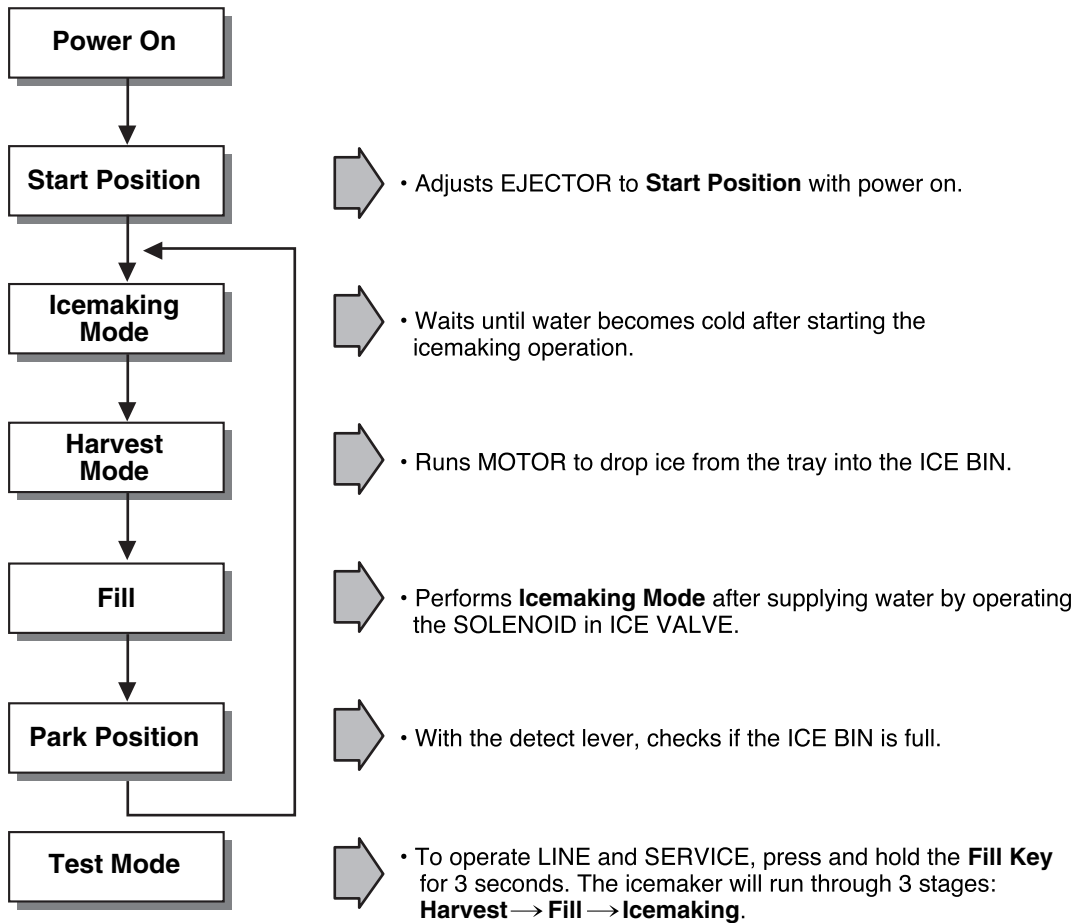 Power On
Start Position
• Adjusts EJECTOR to Start Position with power on.
Icemaking
Mode
• Waits until water becomes cold after starting the
icemaking operation.
Harvest
Mode
• Runs MOTOR to drop ice from the tray into the ICE BIN.
Fill
• Performs Icemaking Mode after supplying water by operating
the SOLENOID in ICE VALVE.
Park Position
• With the detect lever, checks if the ICE BIN is full.
Test Mode
• To operate LINE and SERVICE, press and hold the Fill Key
for 3 seconds. The icemaker will run through 3 stages:
Harvest→Fill→Icemaking.